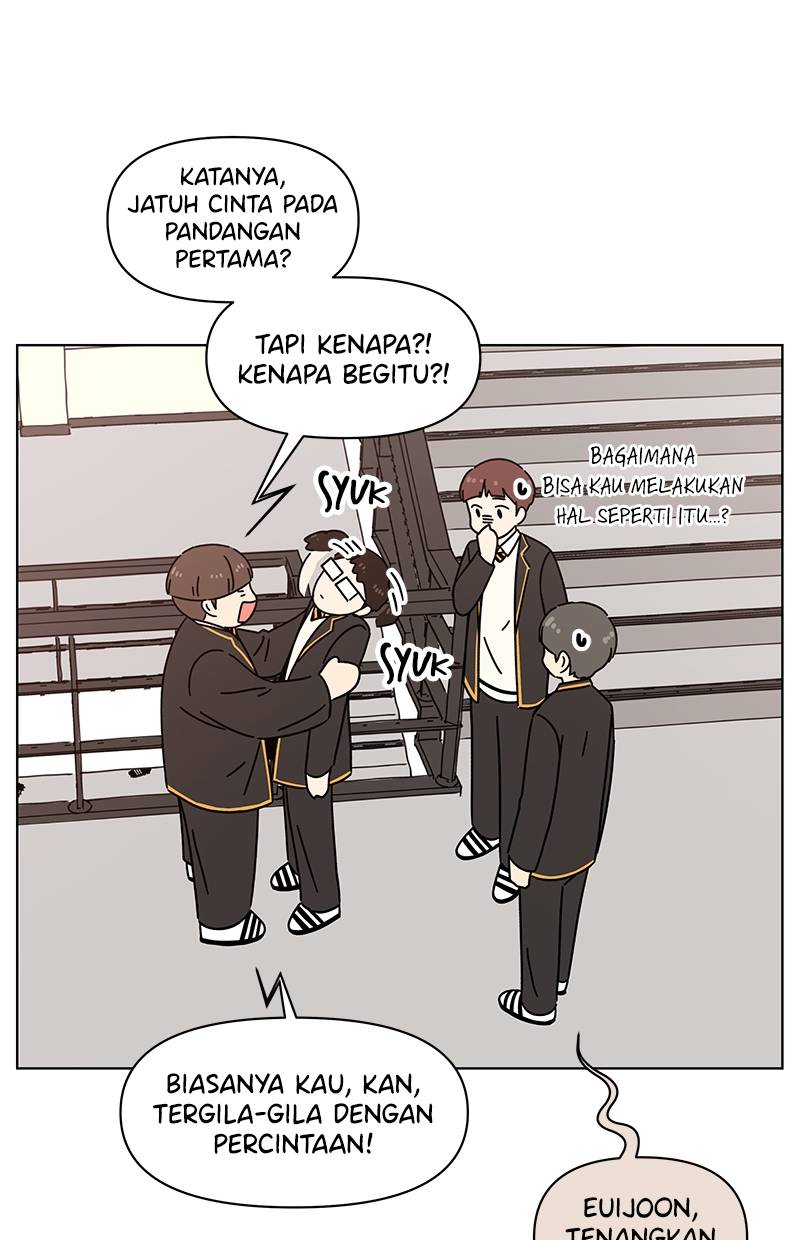 KATANYA,
JATUH CINTA PADA
PANDANGAN
PERTAMA?
TAPI KENAPA?!
KENAPA BEGITU?!
BAGAIMANA
BISA KAU MELAKUKAN
HAL SEPERTI ITU...?
SYUK
SYUK
BIASANYA KAU, KAN,
TERGILA-GILA DENGAN
PERCINTAAN!
EUIJOON,
TENANGKAN